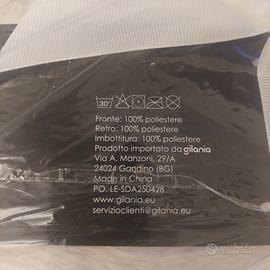 30°
Fronte: 100% poliestere
Retro: 100% poliestere
Imbottitura: 100% poliestere
Prodotto importato da gilania
Via A. Manzoni, 29/A
24024 Gandino (BG)
Made in China
PO. LE-SDA250428
www.gilania.eu
servizioclienti@gilania.eu
subito